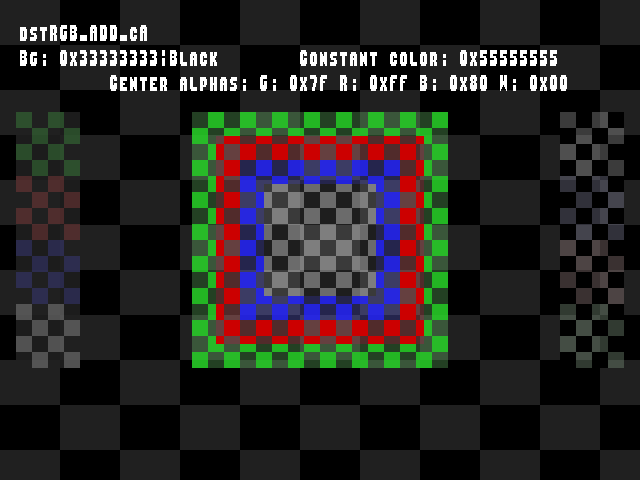 dstRGB_ADD_cA
Bg: 0x33333333;Black Constant color: 0x55555555
Center alphas: G: 0x7F R: 0xFF B: 0x80 W: 0x00